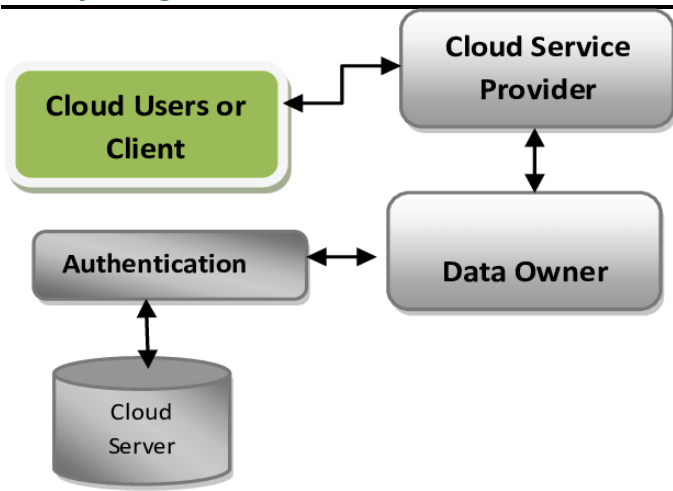 Cloud Service
Provider
Cloud Users or
Client
Authentication
Data Owner
Cloud
Server